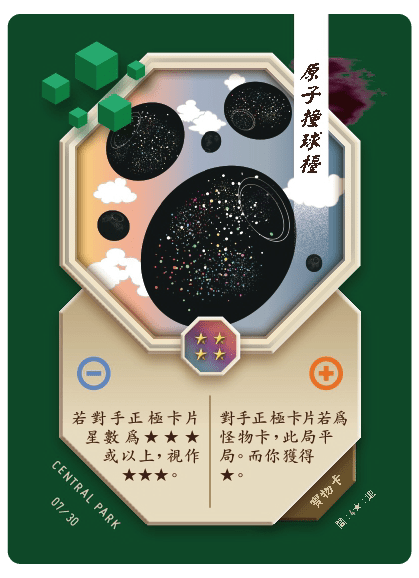 原子撞球檯
若對手正極卡片
星數為★★★
或以上,視作
★★★。
對手正極卡片若為
怪物卡,此局平
局。而你獲得
★。
CENTRAL PARK
07/30
寶物卡